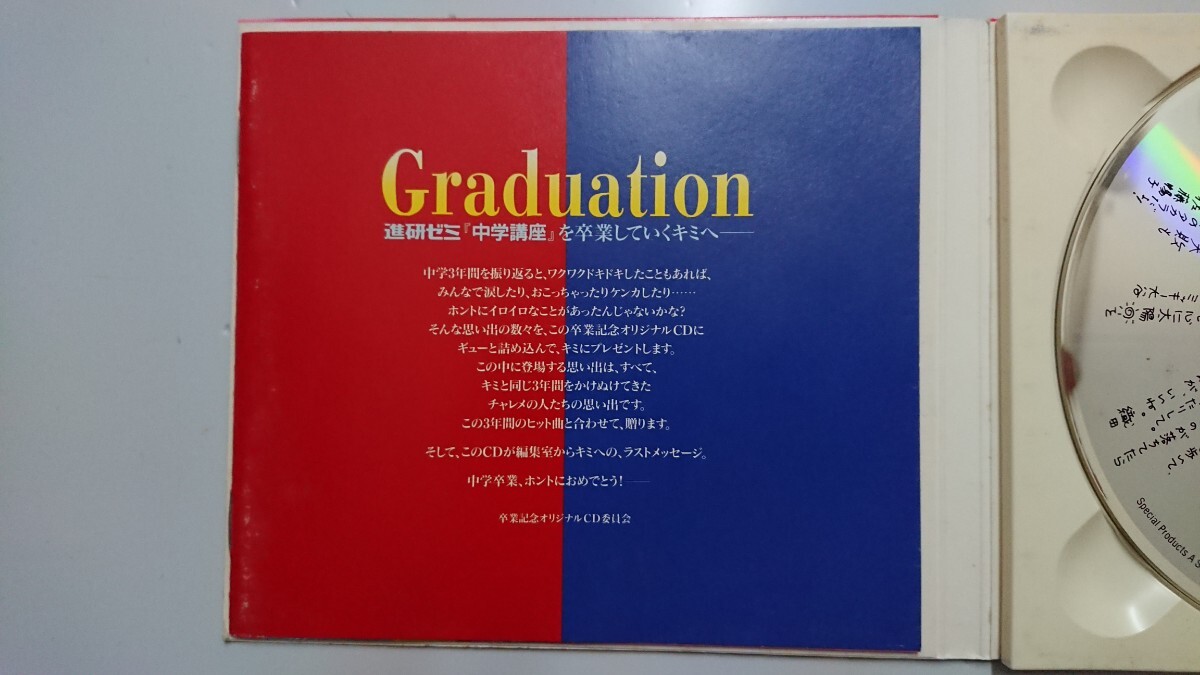 Graduation
進研ゼミ『中学講座』を卒業していくキミへ――
中学3年間を振り返ると、ワクワクドキドキしたこともあれば、
みんなで涙したり、おこっちゃったりケンカしたり……
ホントにイロイロなことがあったんじゃないかな?
そんな思い出の数々を、この卒業記念オリジナルCDに
ギューと詰め込んで、キミにプレゼントします。
この中に登場する思い出は、すべて、
キミと同じ3年間をかけぬけてきた
チャレメの人たちの思い出です。
この3年間のヒット曲と合わせて、贈ります。
そして、このCDが編集室からキミへの、ラストメッセージ。
中学卒業、ホントにおめでとう!――
卒業記念オリジナルCD委員会
Special Products A S